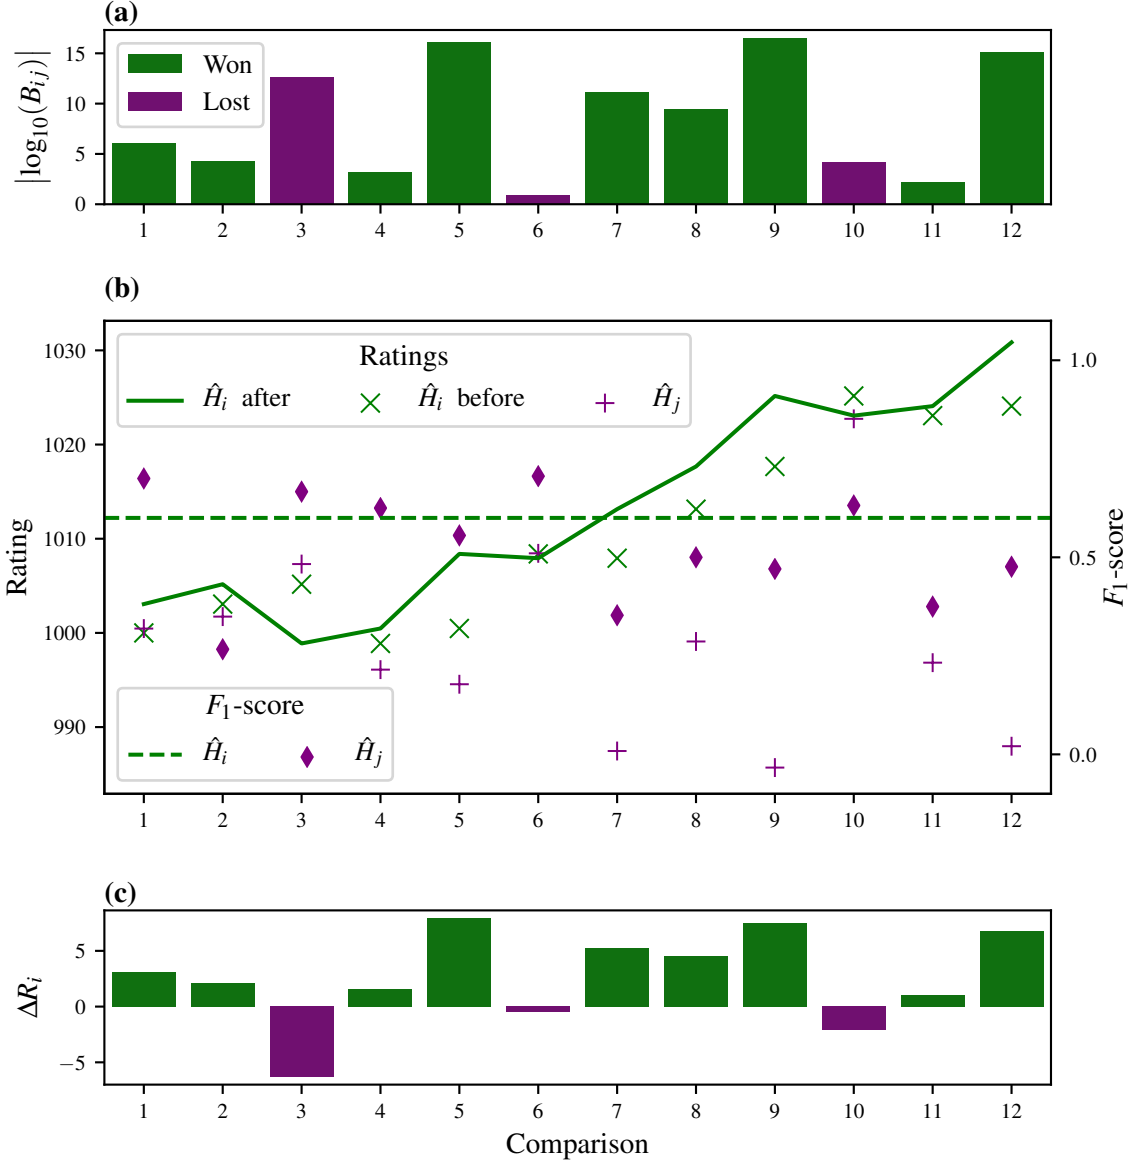 (a)
|log₁₀(B_{ij})|
15
10
5
0
Won
Lost
1 2 3 4 5 6 7 8 9 10 11 12
(b)
Rating
1030
1020
1010
1000
990
Ratings
Ĥᵢ after Ĥᵢ before Ĥⱼ
F₁-score
Ĥᵢ Ĥⱼ
1.0
0.5
0.0
F₁-score
1 2 3 4 5 6 7 8 9 10 11 12
(c)
ΔRᵢ
5
0
−5
1 2 3 4 5 6 7 8 9 10 11 12
Comparison